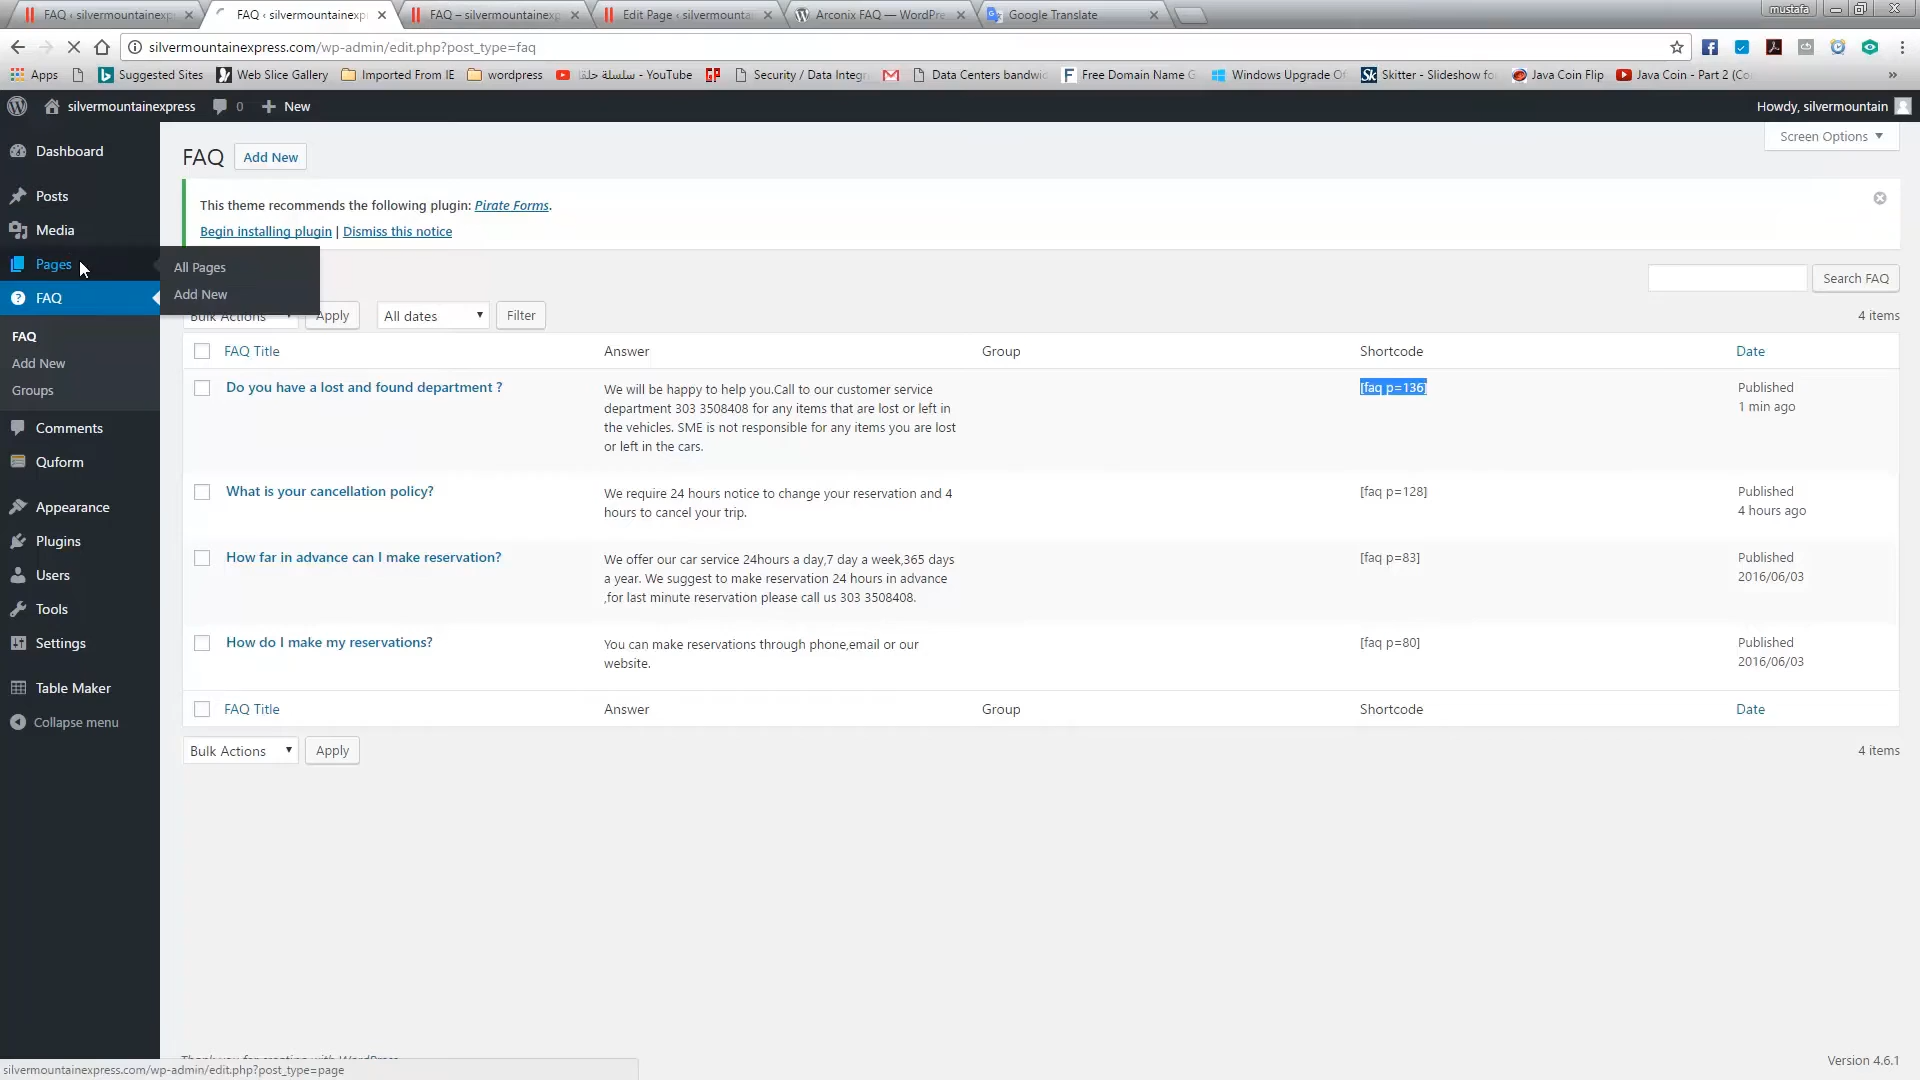 FAQ ‹ silvermountainexp
FAQ ‹ silvermountainexp
FAQ – silvermountainexp
Edit Page ‹ silvermounta
Arconix FAQ — WordPre
Google Translate
mustafa
silvermountainexpress.com/wp-admin/edit.php?post_type=faq
Apps
Suggested Sites
Web Slice Gallery
Imported From IE
wordpress
سلسلة حلقا - YouTube
Security / Data Integr
Data Centers bandwi
Free Domain Name
Windows Upgrade
Skitter - Slideshow fo
Java Coin Flip
Java Coin - Part 2
»
silvermountainexpress
0
New
Howdy, silvermountain
Screen Options
Dashboard
Posts
Media
Pages
All Pages
Add New
FAQ
FAQ
Add New
Groups
Comments
Quform
Appearance
Plugins
Users
Tools
Settings
Table Maker
Collapse menu
FAQ Add New
This theme recommends the following plugin: Pirate Forms.
Begin installing plugin | Dismiss this notice
Search FAQ
Bulk Actions Apply All dates Filter 4 items
FAQ Title Answer Group Shortcode Date
Do you have a lost and found department ?
We will be happy to help you.Call to our customer service
department 303 3508408 for any items that are lost or left in
the vehicles. SME is not responsible for any items you are lost
or left in the cars.
[faq p=136]
Published
1 min ago
What is your cancellation policy?
We require 24 hours notice to change your reservation and 4
hours to cancel your trip.
[faq p=128]
Published
4 hours ago
How far in advance can I make reservation?
We offer our car service 24hours a day,7 day a week,365 days
a year. We suggest to make reservation 24 hours in advance
,for last minute reservation please call us 303 3508408.
[faq p=83]
Published
2016/06/03
How do I make my reservations?
You can make reservations through phone,email or our
website.
[faq p=80]
Published
2016/06/03
FAQ Title Answer Group Shortcode Date
Bulk Actions Apply 4 items
Thank you for creating with WordPress
Version 4.6.1
silvermountainexpress.com/wp-admin/edit.php?post_type=page